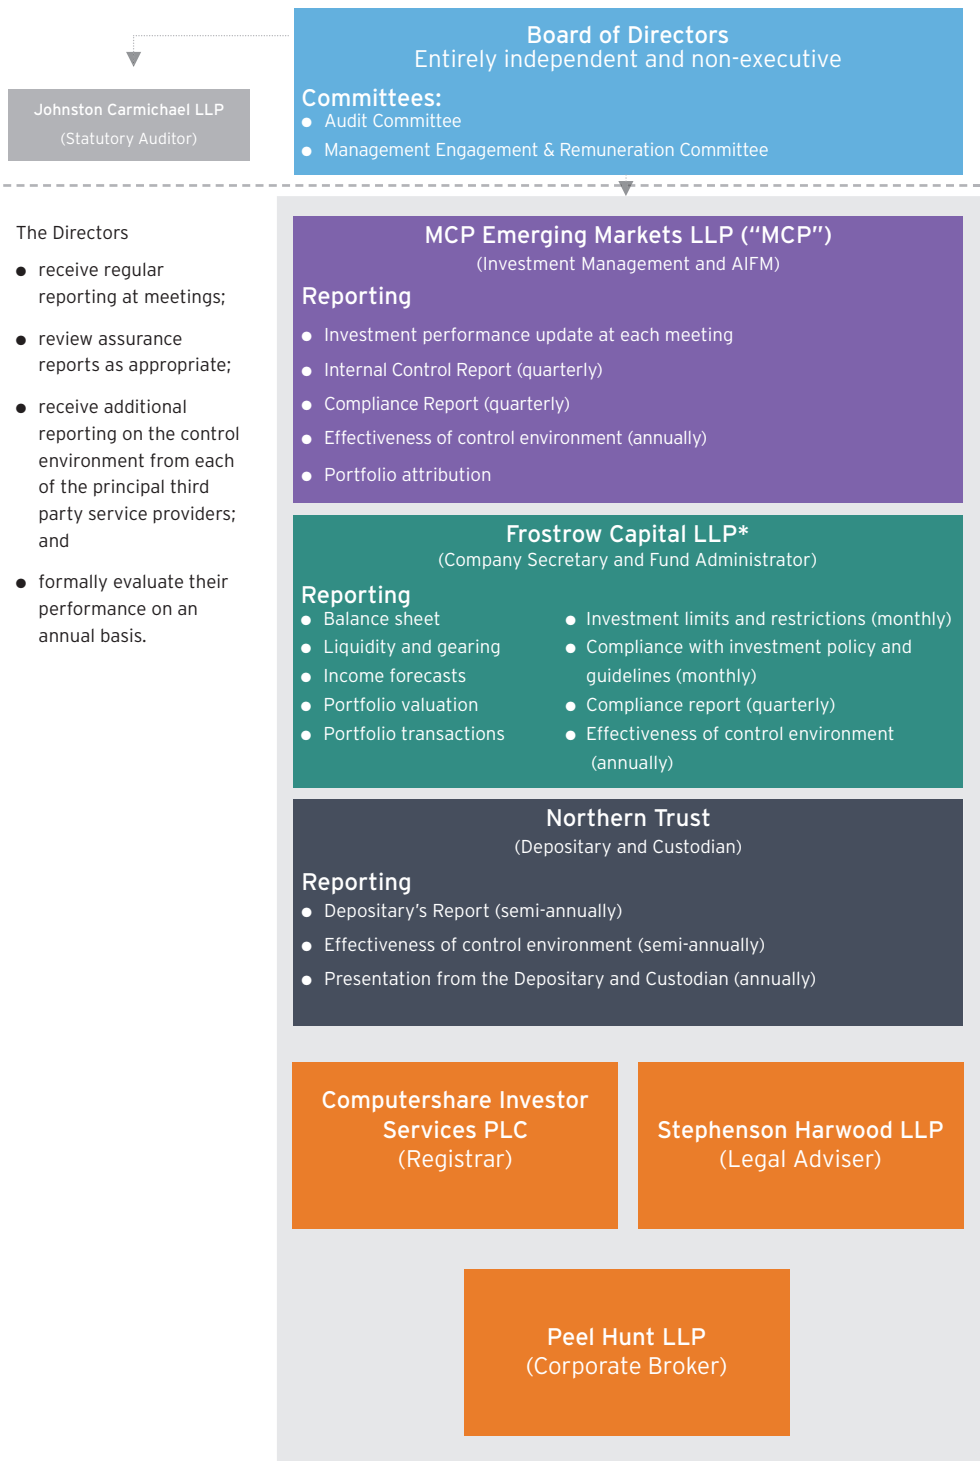 Board of Directors
Entirely independent and non-executive
Committees:
● Audit Committee
● Management Engagement & Remuneration Committee
Johnston Carmichael LLP
(Statutory Auditor)
The Directors
● receive regular
reporting at meetings;
● review assurance
reports as appropriate;
● receive additional
reporting on the control
environment from each
of the principal third
party service providers;
and
● formally evaluate their
performance on an
annual basis.
MCP Emerging Markets LLP (“MCP”)
(Investment Management and AIFM)
Reporting
● Investment performance update at each meeting
● Internal Control Report (quarterly)
● Compliance Report (quarterly)
● Effectiveness of control environment (annually)
● Portfolio attribution
Frostrow Capital LLP*
(Company Secretary and Fund Administrator)
Reporting
● Balance sheet
● Liquidity and gearing
● Income forecasts
● Portfolio valuation
● Portfolio transactions
● Investment limits and restrictions (monthly)
● Compliance with investment policy and
guidelines (monthly)
● Compliance report (quarterly)
● Effectiveness of control environment
(annually)
Northern Trust
(Depositary and Custodian)
Reporting
● Depositary’s Report (semi-annually)
● Effectiveness of control environment (semi-annually)
● Presentation from the Depositary and Custodian (annually)
Computershare Investor
Services PLC
(Registrar)
Stephenson Harwood LLP
(Legal Adviser)
Peel Hunt LLP
(Corporate Broker)